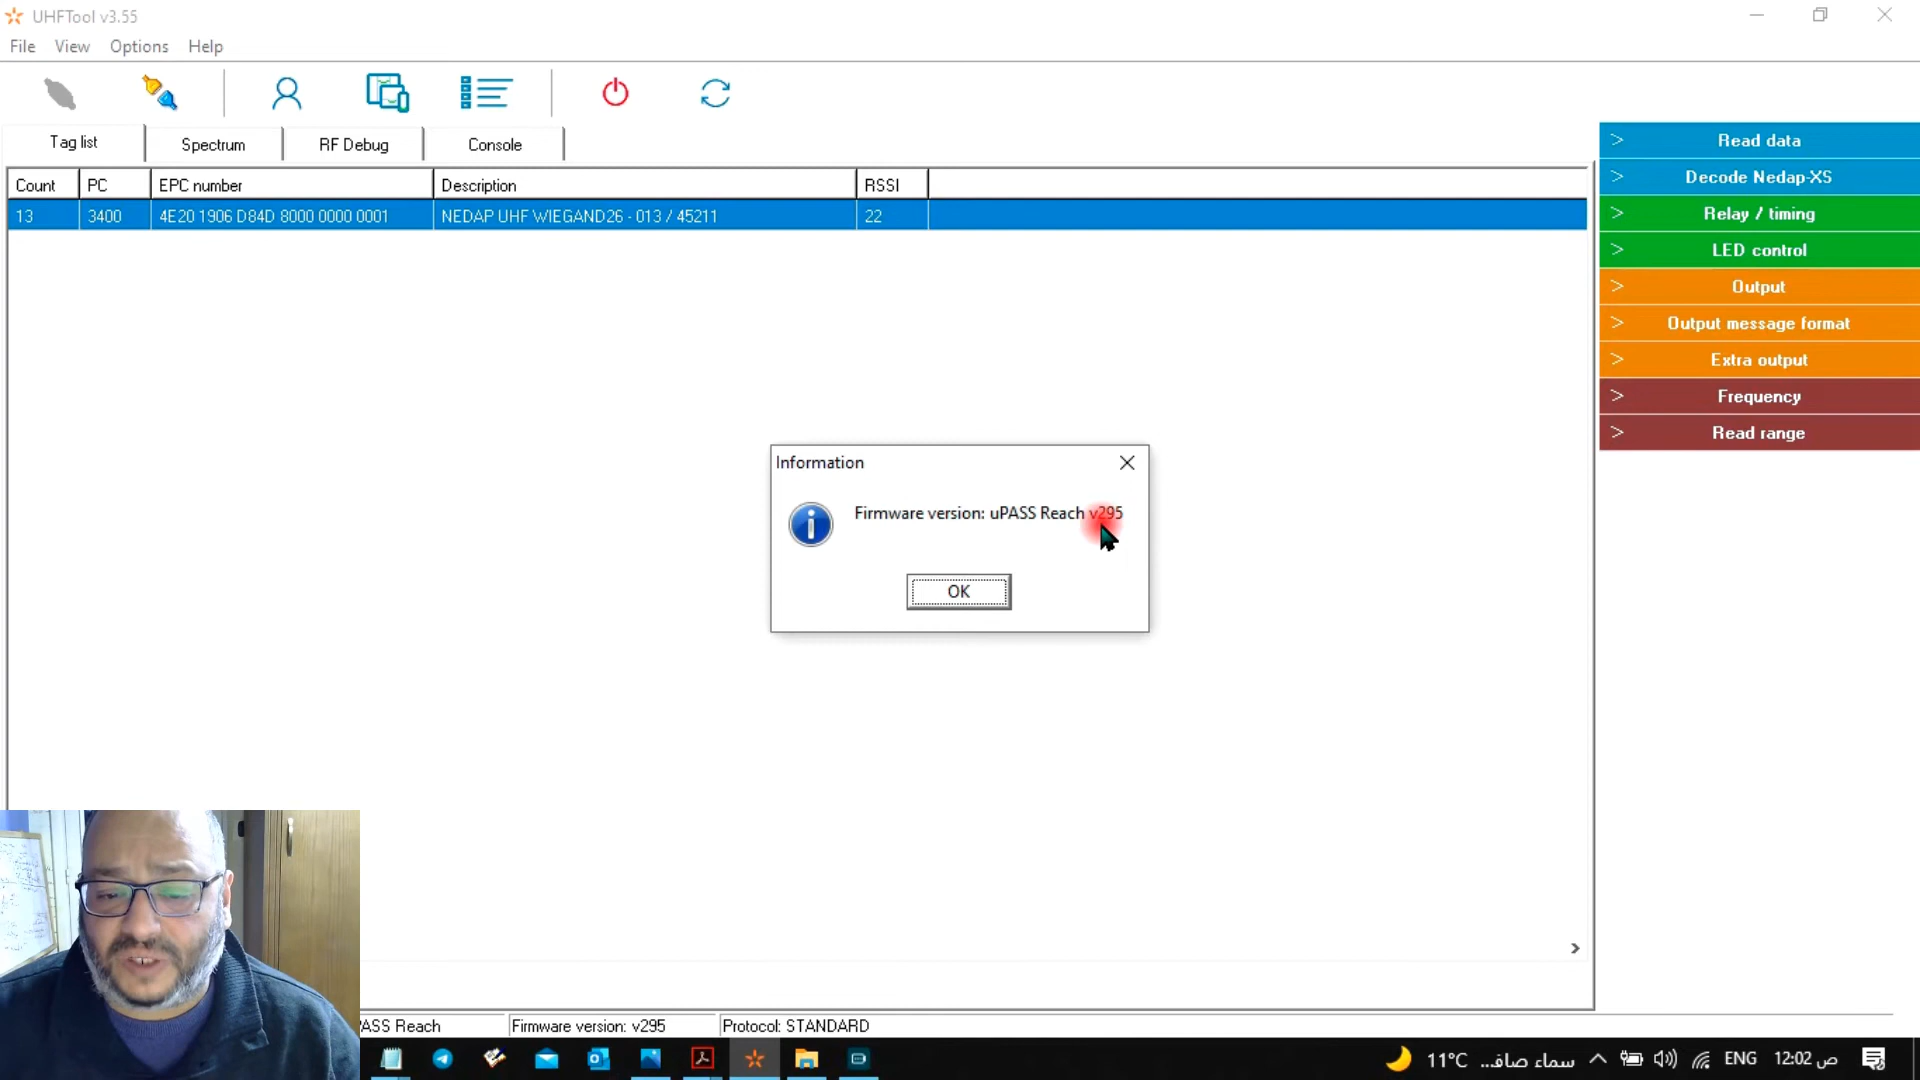 UHFTool v3.55
File View Options Help
Tag list Spectrum RF Debug Console
Count PC EPC number Description RSSI
13 3400 4E20 1906 D84D 8000 0000 0001 NEDAP UHF WIEGAND26 - 013 / 45211 22
> Read data
> Decode Nedap-XS
> Relay / timing
> LED control
> Output
> Output message format
> Extra output
> Frequency
> Read range
Information
Firmware version: uPASS Reach v295
OK
PASS Reach Firmware version: v295 Protocol: STANDARD
11°C سماء صاف... ENG 12:02 ص